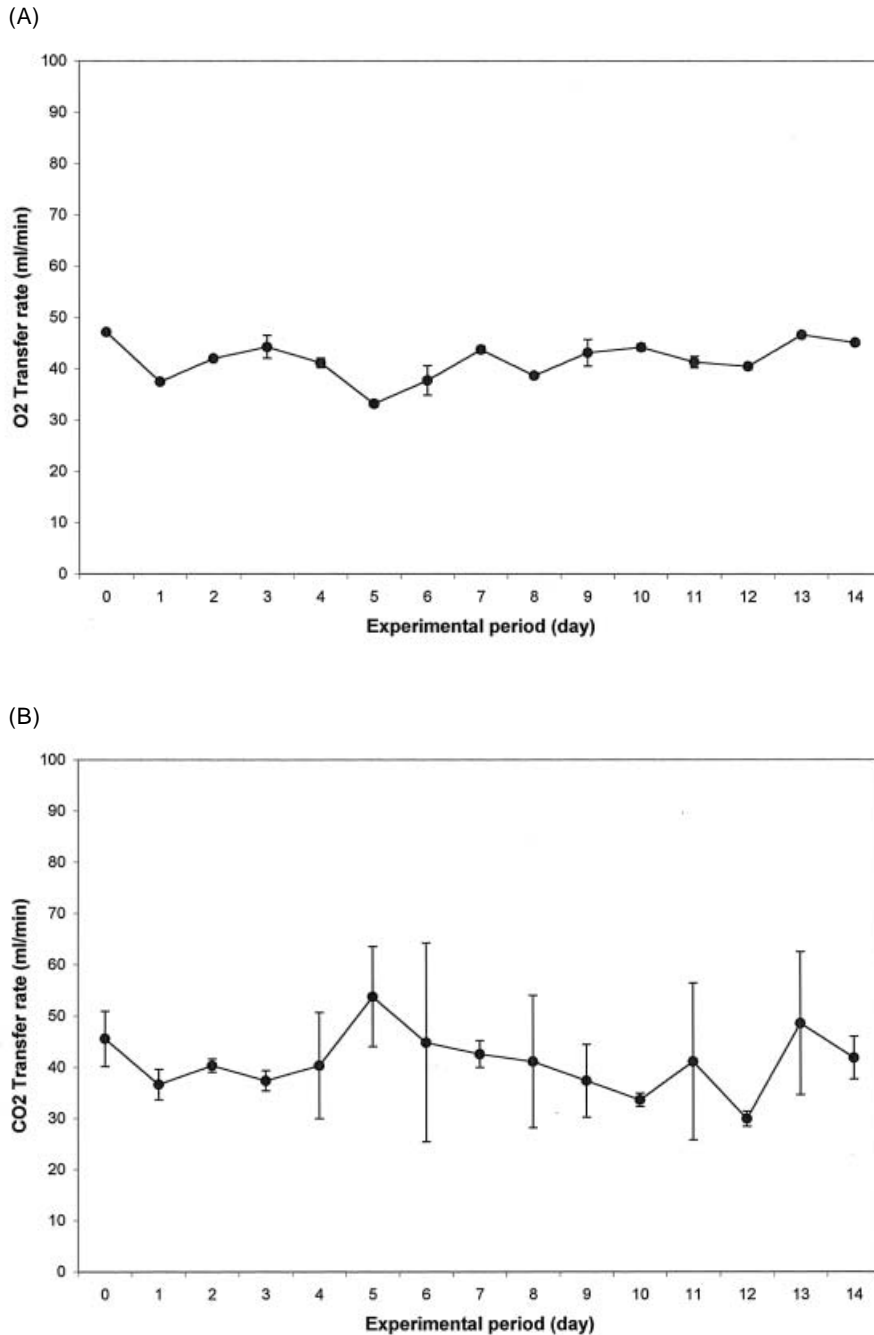 (A)
100
90
80
70
60
50
40
30
20
10
0
O2 Transfer rate (ml/min)
0 1 2 3 4 5 6 7 8 9 10 11 12 13 14
Experimental period (day)
(B)
100
90
80
70
60
50
40
30
20
10
0
CO2 Transfer rate (ml/min)
0 1 2 3 4 5 6 7 8 9 10 11 12 13 14
Experimental period (day)